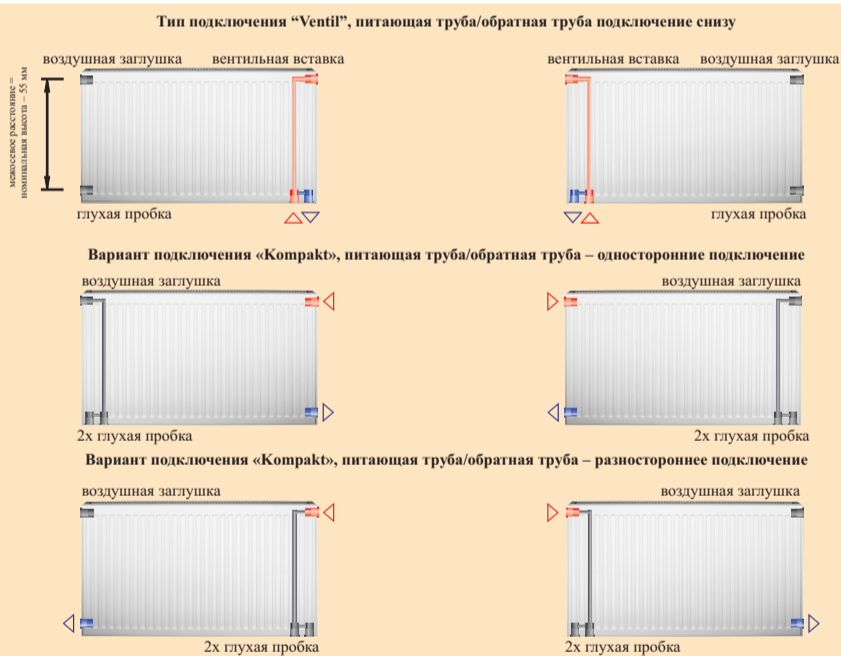 Тип подключения “Ventil”, питающая труба/обратная труба подключение снизу
воздушная заглушка вентильная вставка
вентильная вставка воздушная заглушка
межосевое расстояние =
номинальная высота – 55 мм
глухая пробка
глухая пробка
Вариант подключения «Kompakt», питающая труба/обратная труба – односторонние подключение
воздушная заглушка
воздушная заглушка
2х глухая пробка
2х глухая пробка
Вариант подключения «Kompakt», питающая труба/обратная труба – разностороннее подключение
воздушная заглушка
воздушная заглушка
2х глухая пробка
2х глухая пробка